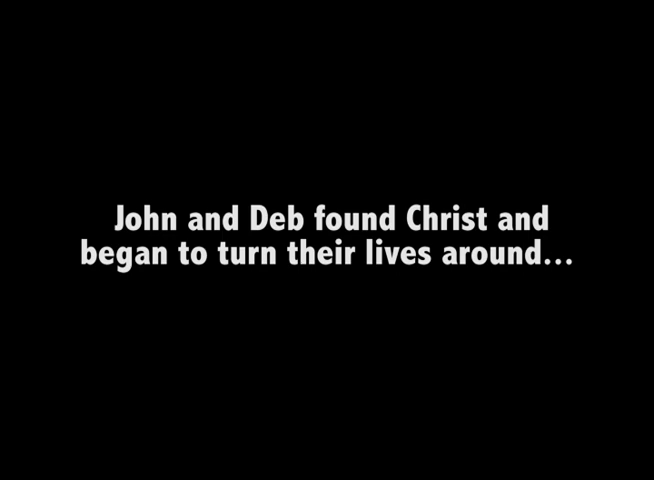 John and Deb found Christ and
began to turn their lives around...